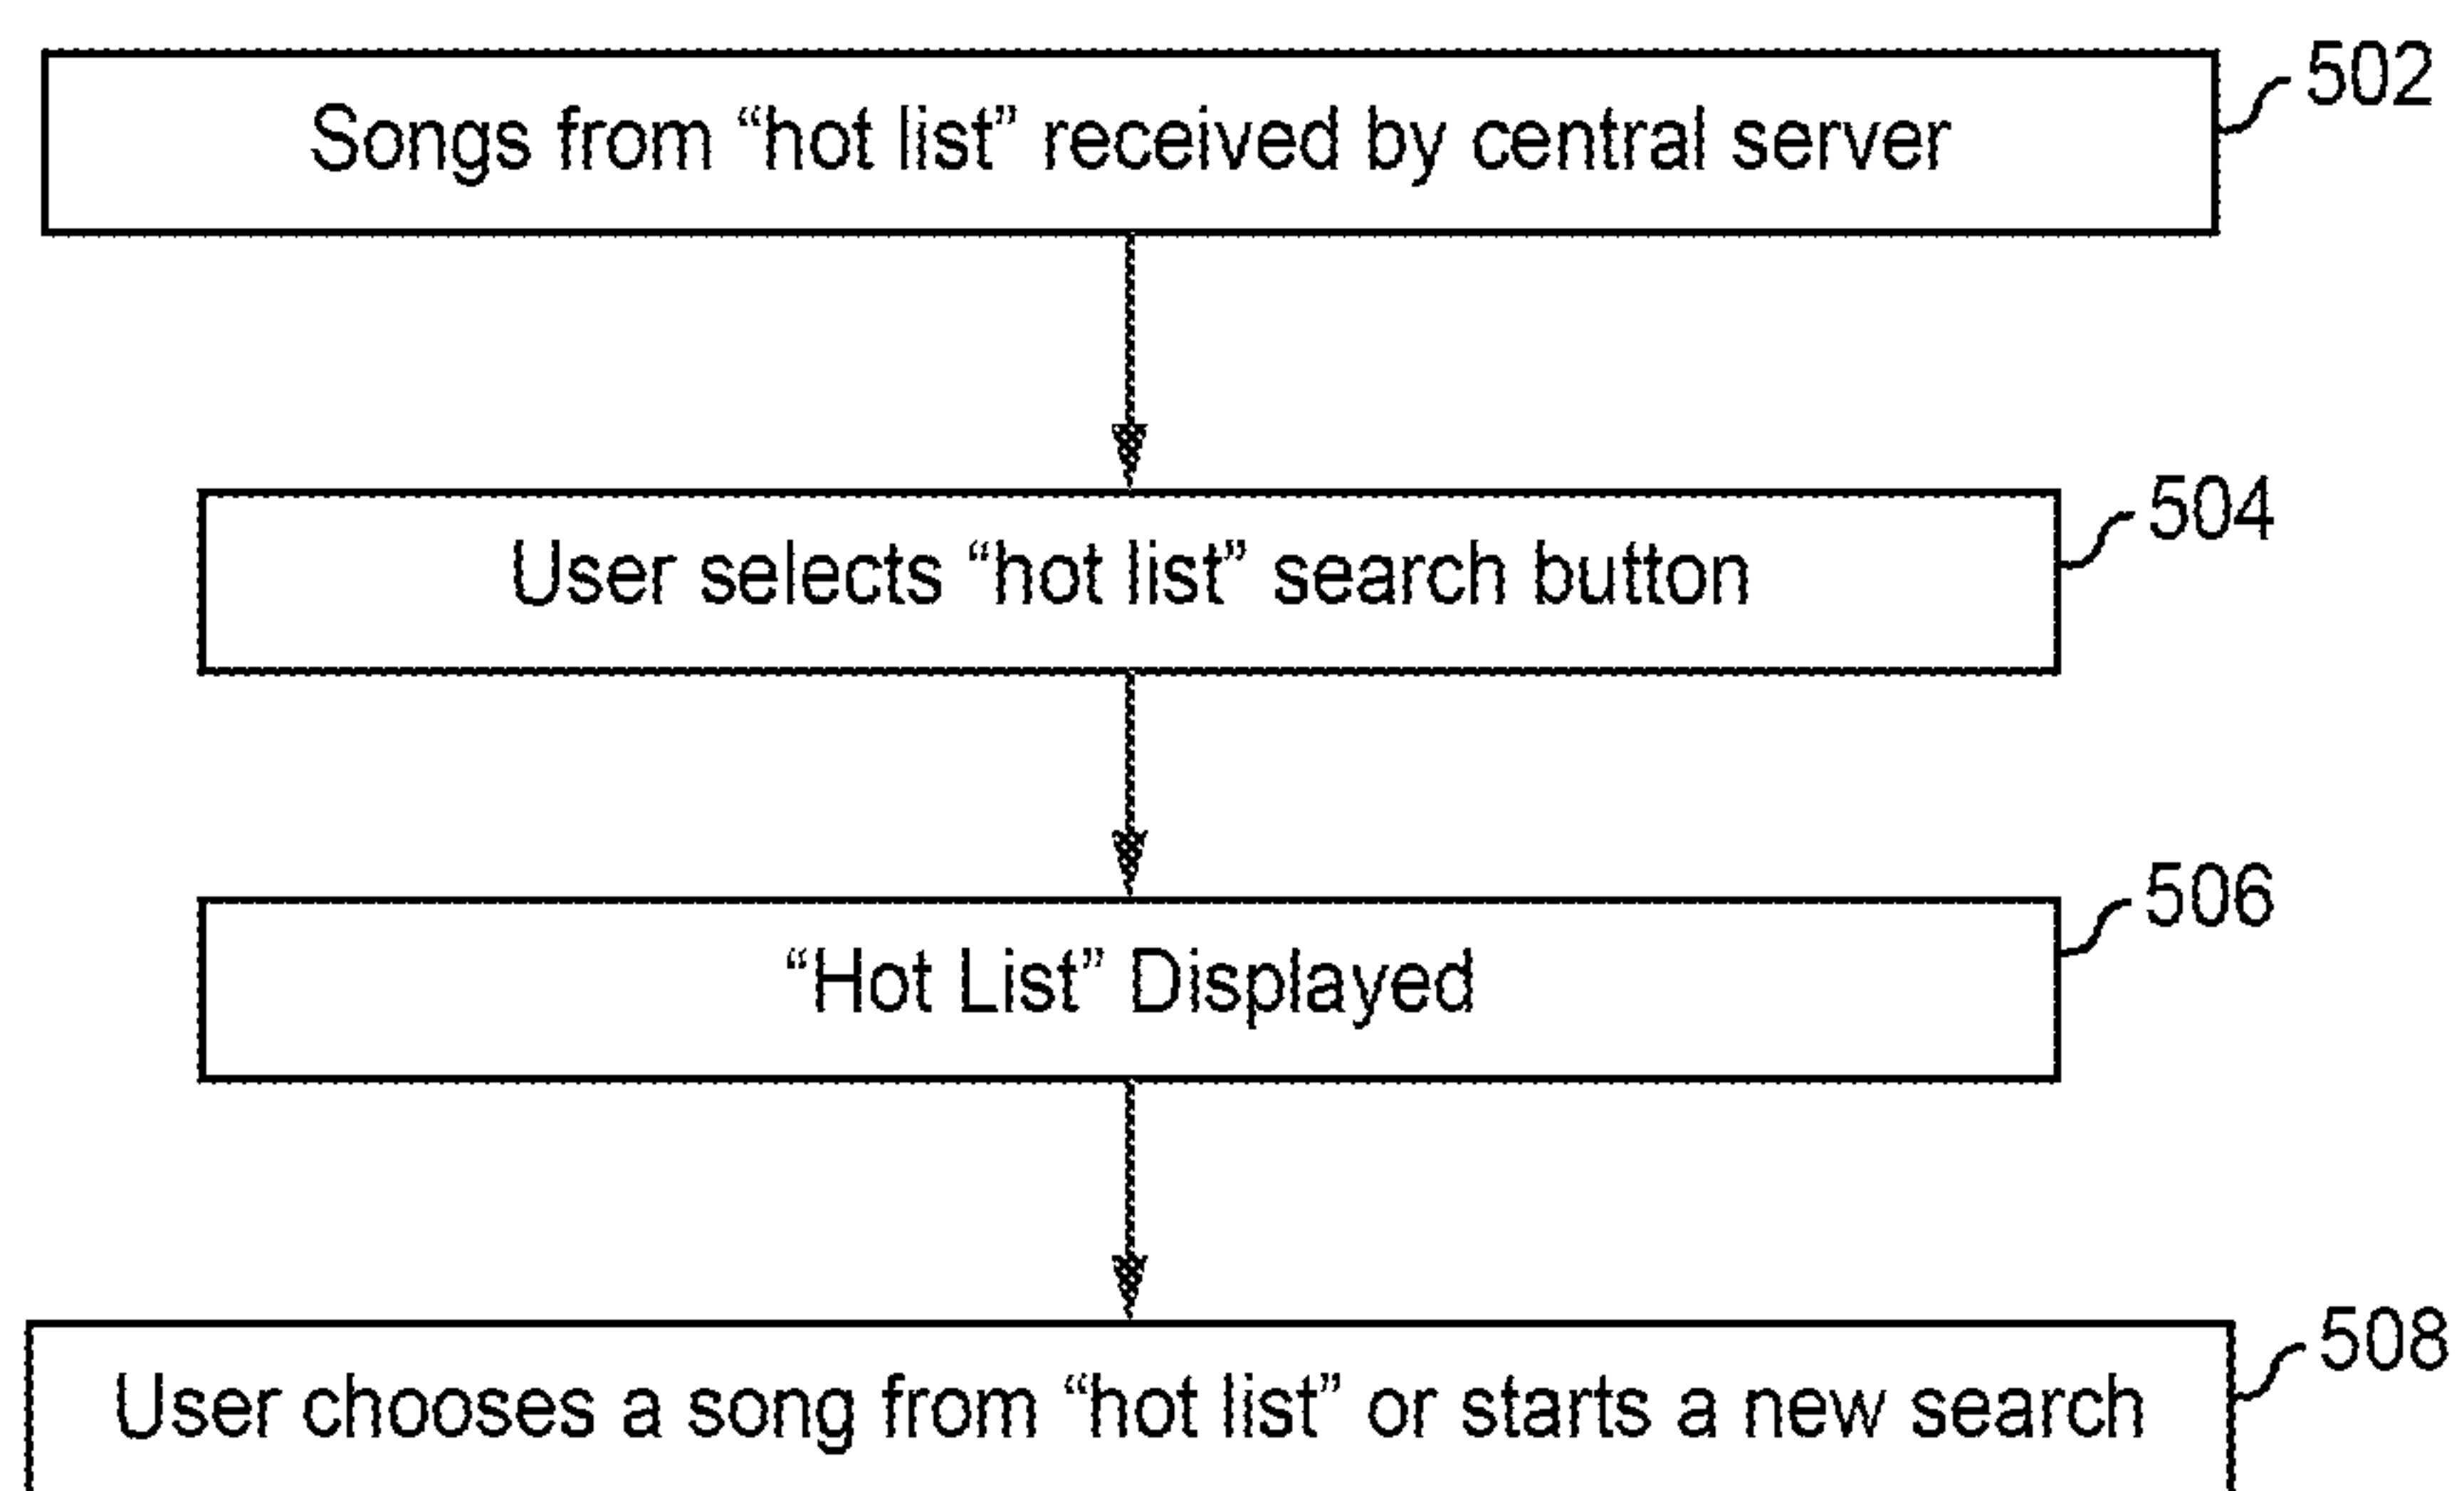 502
Songs from “hot list” received by central server
504
User selects “hot list” search button
506
“Hot List” Displayed
508
User chooses a song from “hot list” or starts a new search